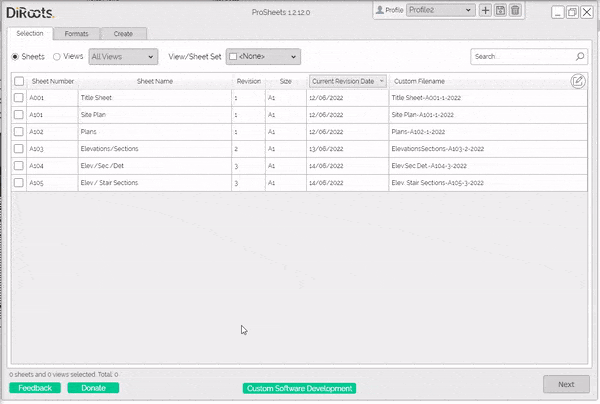 DiRoots
ProSheets 1.2.12.0
Profile Profile2
Selection Formats Create
Sheets Views All Views View/Sheet Set <None> Search...
Sheet Number Sheet Name Revision Size Current Revision Date Custom Filename
A001 Title Sheet 1 A1 12/06/2022 Title Sheet-A001-1-2022
A101 Site Plan 1 A1 12/06/2022 Site Plan-A101-1-2022
A102 Plans 1 A1 12/06/2022 Plans-A102-1-2022
A103 Elevations/Sections 2 A1 13/06/2022 ElevationsSections-A103-2-2022
A104 Elev./Sec./Det. 3 A1 14/06/2022 Elev.Sec.Det.-A104-3-2022
A105 Elev./ Stair Sections 3 A1 14/06/2022 Elev. Stair Sections-A105-3-2022
0 sheets and 0 views selected. Total: 0
Feedback Donate Custom Software Development Next